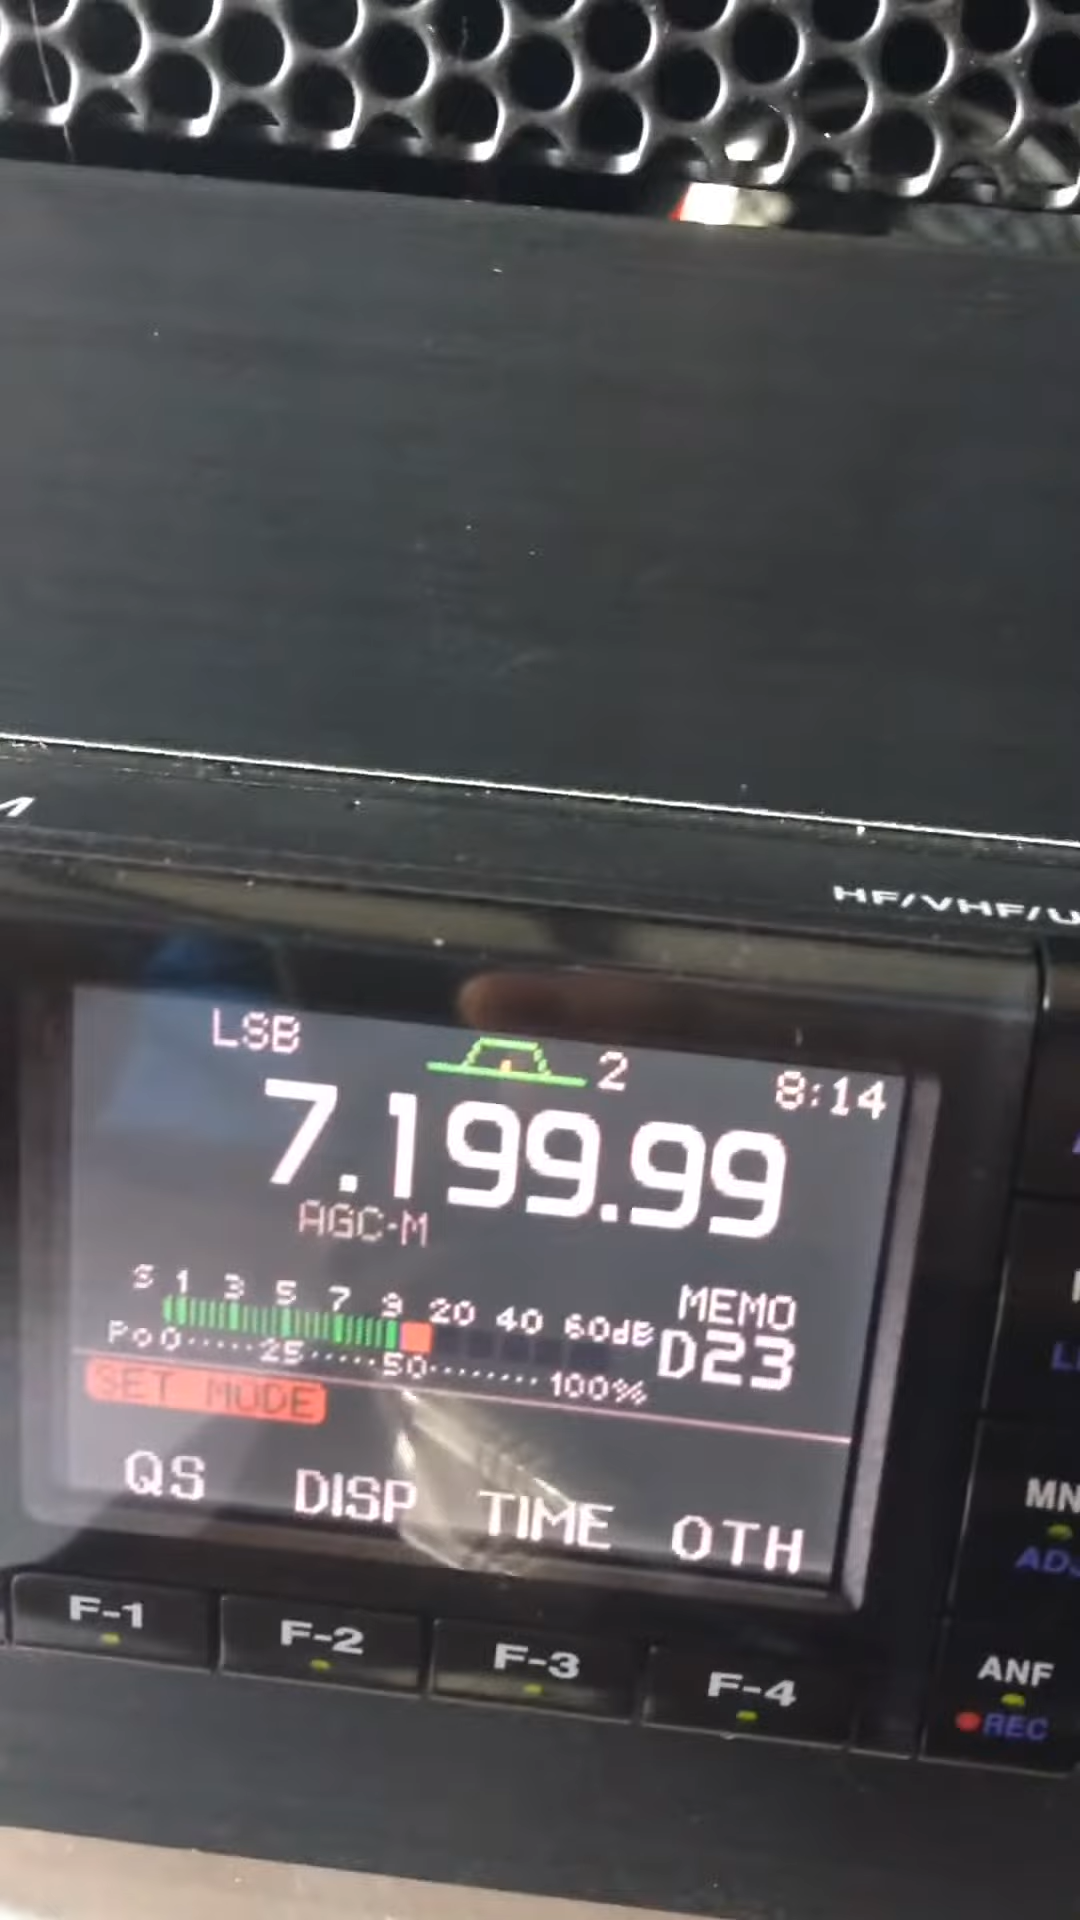 HF/VHF/U
LSB 2 8:14
7.199.99
AGC-M
S 1 3 5 7 9 20 40 60dB
MEMO
D23
Po 0 25 50 100%
SET MODE
QS DISP TIME OTH
F-1 F-2 F-3 F-4
MN
ADJ
ANF
REC